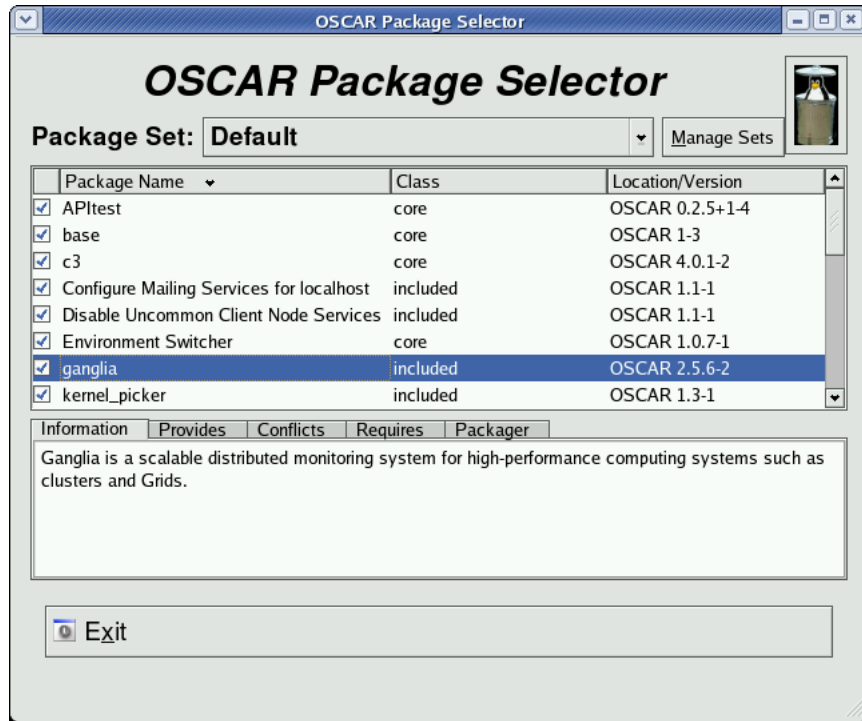 OSCAR Package Selector
OSCAR Package Selector
Package Set: Default Manage Sets
Package Name Class Location/Version
APItest core OSCAR 0.2.5+1-4
base core OSCAR 1-3
c3 core OSCAR 4.0.1-2
Configure Mailing Services for localhost included OSCAR 1.1-1
Disable Uncommon Client Node Services included OSCAR 1.1-1
Environment Switcher core OSCAR 1.0.7-1
ganglia included OSCAR 2.5.6-2
kernel_picker included OSCAR 1.3-1
Information Provides Conflicts Requires Packager
Ganglia is a scalable distributed monitoring system for high-performance computing systems such as
clusters and Grids.
Exit